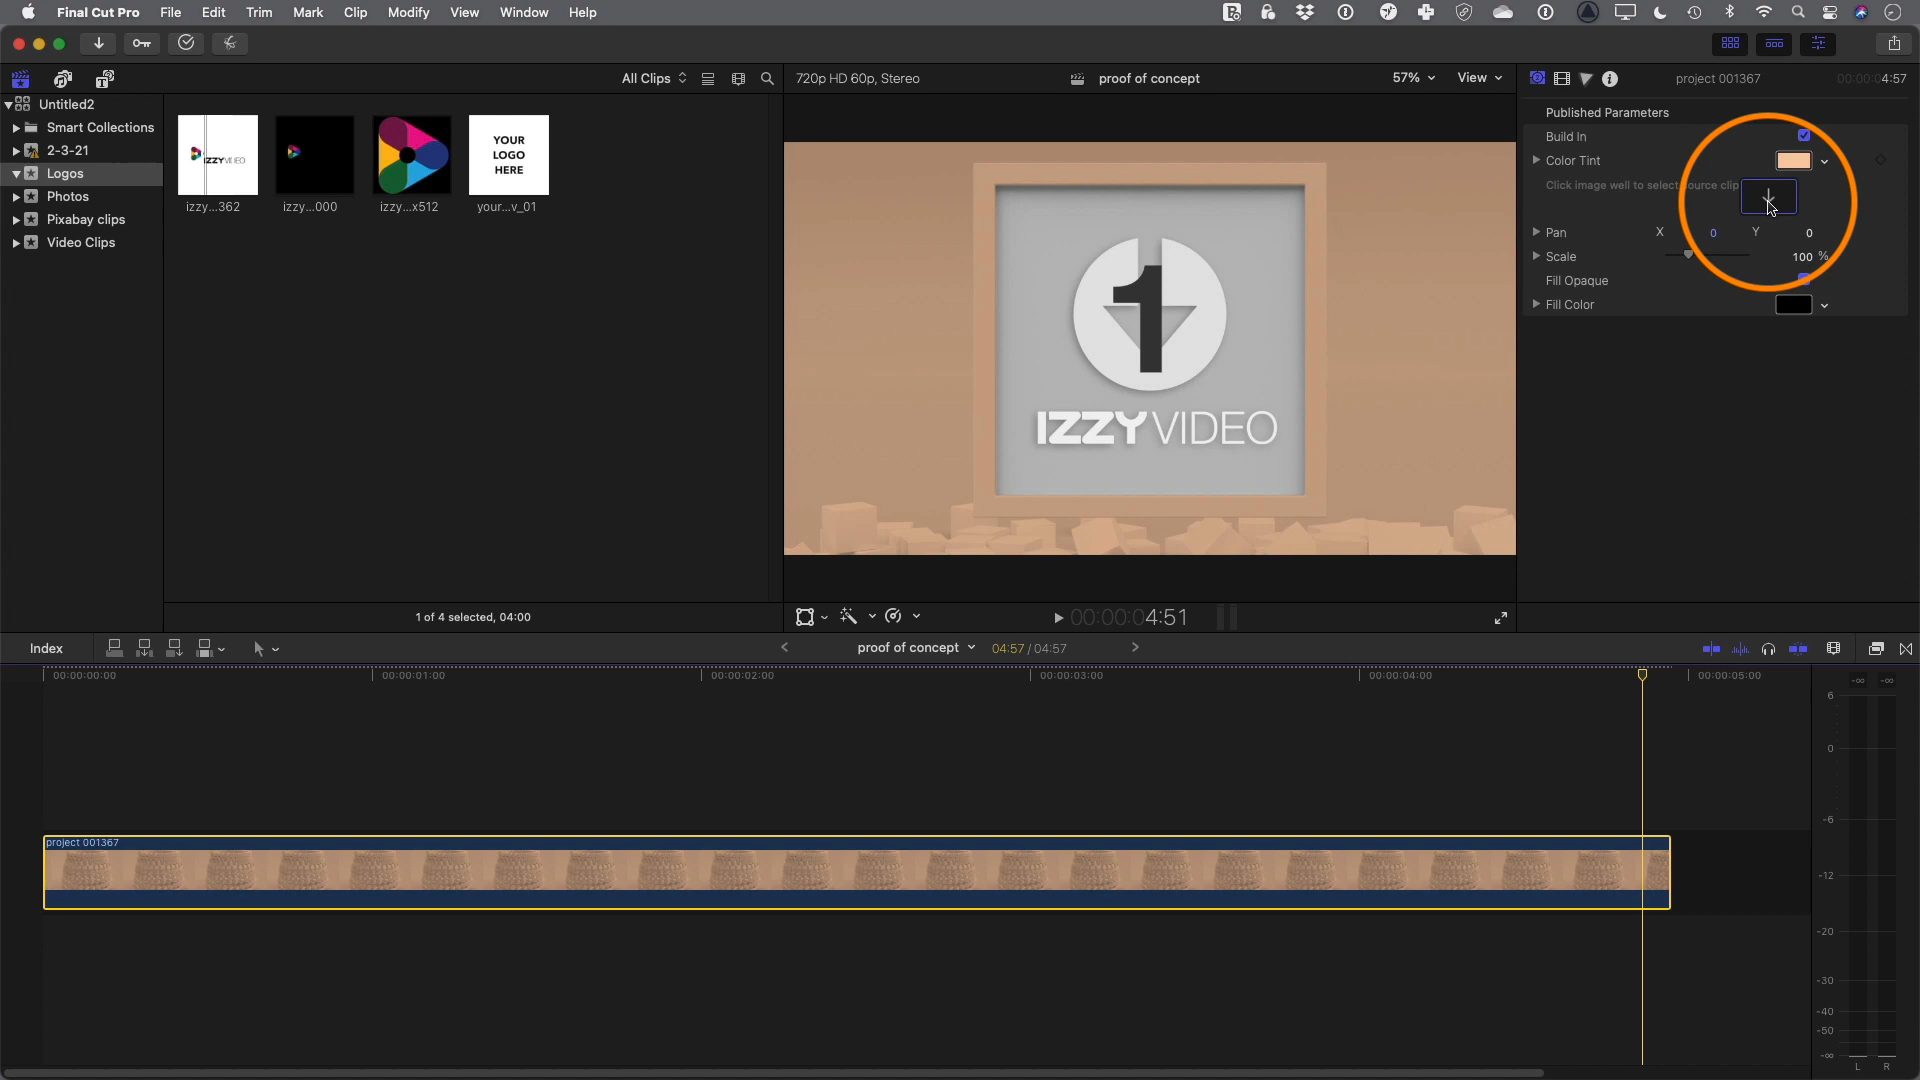 Final Cut Pro File Edit Trim Mark Clip Modify View Window Help
All Clips
720p HD 60p, Stereo
proof of concept
57%
View
project 001367
00:00:04:57
Untitled2
Smart Collections
2-3-21
Logos
Photos
Pixabay clips
Video Clips
IZZY VIDEO
YOUR
LOGO
HERE
izzy...362
izzy...000
izzy...x512
your...v_01
1
IZZYVIDEO
Published Parameters
Build In
Color Tint
Click image well to select source clip
Pan X 0 Y 0
Scale 100 %
Fill Opaque
Fill Color
1 of 4 selected, 04:00
00:00:04:51
Index
proof of concept
04:57 / 04:57
00:00:00:00
00:00:01:00
00:00:02:00
00:00:03:00
00:00:04:00
00:00:05:00
project 001367
-∞ -∞
6
0
-6
-12
-20
-30
-40
-50
-∞
L R